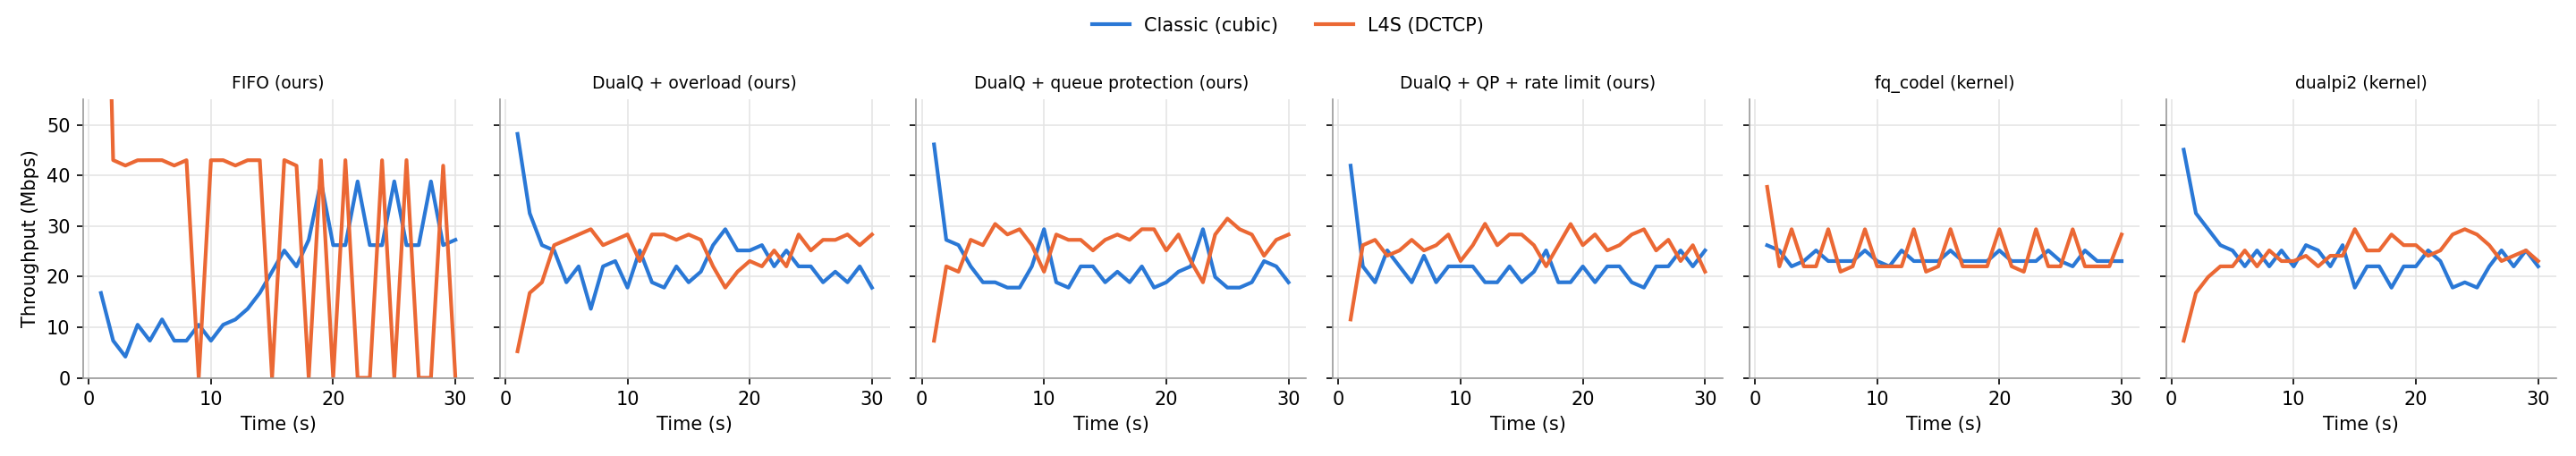 Classic (cubic) L4S (DCTCP)
FIFO (ours) DualQ + overload (ours) DualQ + queue protection (ours) DualQ + QP + rate limit (ours) fq_codel (kernel) dualpi2 (kernel)
Throughput (Mbps)
50
40
30
20
10
0
0 10 20 30 0 10 20 30 0 10 20 30 0 10 20 30 0 10 20 30 0 10 20 30
Time (s) Time (s) Time (s) Time (s) Time (s) Time (s)